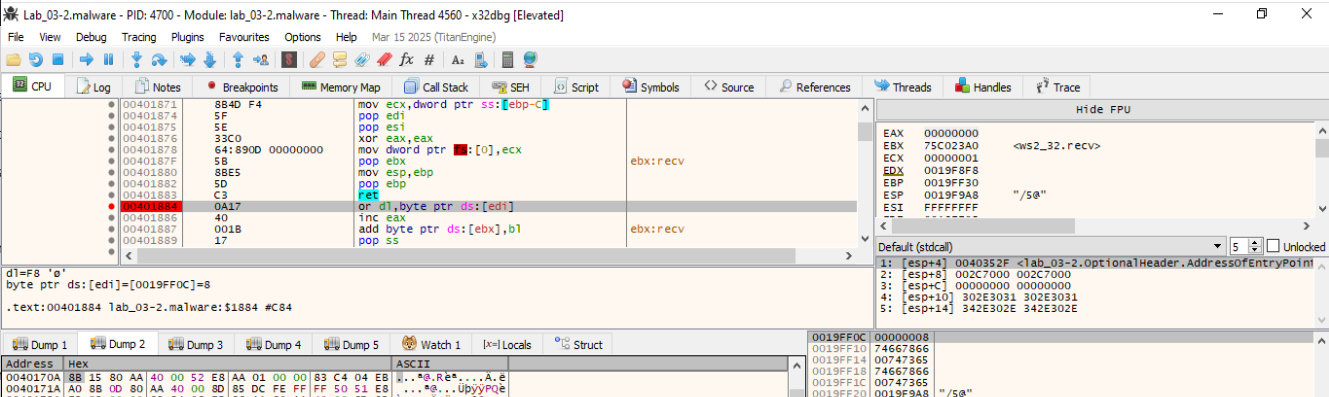 Lab_03-2.malware - PID: 4700 - Module: lab_03-2.malware - Thread: Main Thread 4560 - x32dbg [Elevated]
File View Debug Tracing Plugins Favourites Options Help Mar 15 2025 (TitanEngine)
CPU Log Notes Breakpoints Memory Map Call Stack SEH Script Symbols Source References Threads Handles Trace
00401871 8B4D F4 mov ecx,dword ptr ss:[ebp-C]
00401874 5F pop edi
00401875 5E pop esi
00401876 33C0 xor eax,eax
00401878 64:890D 00000000 mov dword ptr fs:[0],ecx
0040187F 5B pop ebx ebx:recv
00401880 8BE5 mov esp,ebp
00401882 5D pop ebp
00401883 C3 ret
00401884 0A17 or dl,byte ptr ds:[edi]
00401886 40 inc eax
00401887 001B add byte ptr ds:[ebx],bl ebx:recv
00401889 17 pop ss
Hide FPU
EAX 00000000
EBX 75C023A0 <ws2_32.recv>
ECX 00000001
EDX 0019F8F8
EBP 0019FF30
ESP 0019F9A8 "/5@"
ESI FFFFFFFF
Default (stdcall) 5 Unlocked
1: [esp+4] 0040352F <lab_03-2.OptionalHeader.AddressOfEntryPoint
2: [esp+8] 002C7000 002C7000
3: [esp+C] 00000000 00000000
4: [esp+10] 302E3031 302E3031
5: [esp+14] 342E302E 342E302E
dl=F8 'ø'
byte ptr ds:[edi]=[0019FF0C]=8
.text:00401884 lab_03-2.malware:$1884 #C84
Dump 1 Dump 2 Dump 3 Dump 4 Dump 5 Watch 1 [x=] Locals Struct
Address Hex ASCII
0040170A 8B 15 80 AA 40 00 52 E8 AA 01 00 00 83 C4 04 EB ...ª@.Rèª....Ä.ë
0040171A A0 8B 0D 80 AA 40 00 8D 85 DC FE FF FF 50 51 E8 ...ª@...ÜþÿÿPQè
0019FF0C 00000008
0019FF10 74667866
0019FF14 00747365
0019FF18 74667866
0019FF1C 00747365
0019FF20 0019F9A8 "/5@"